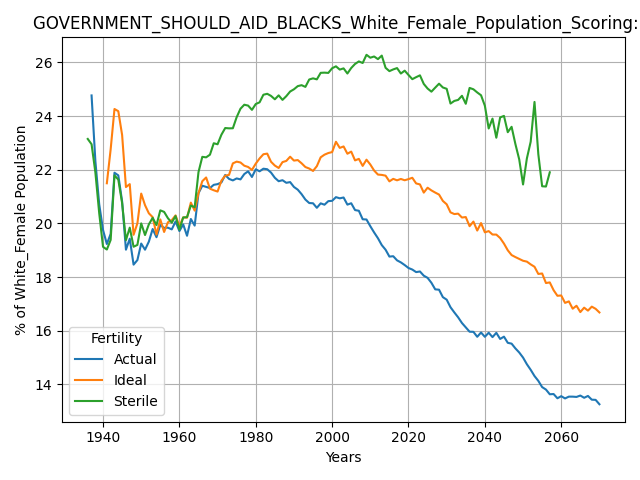 GOVERNMENT_SHOULD_AID_BLACKS_White_Female_Population_Scoring:
% of White_Female Population
26
24
22
20
18
16
14
Fertility
Actual
Ideal
Sterile
1940 1960 1980 2000 2020 2040 2060
Years